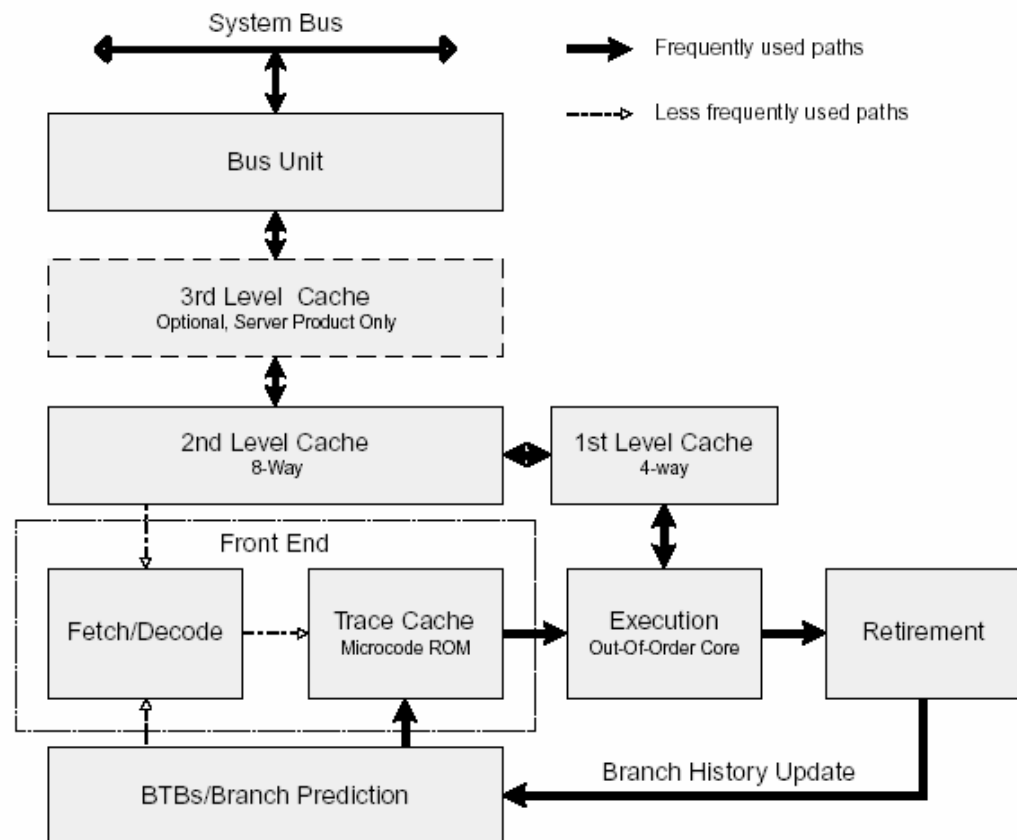 System Bus
Frequently used paths
Less frequently used paths
Bus Unit
3rd Level Cache
Optional, Server Product Only
2nd Level Cache
8-Way
1st Level Cache
4-way
Front End
Fetch/Decode
Trace Cache
Microcode ROM
Execution
Out-Of-Order Core
Retirement
BTBs/Branch Prediction
Branch History Update